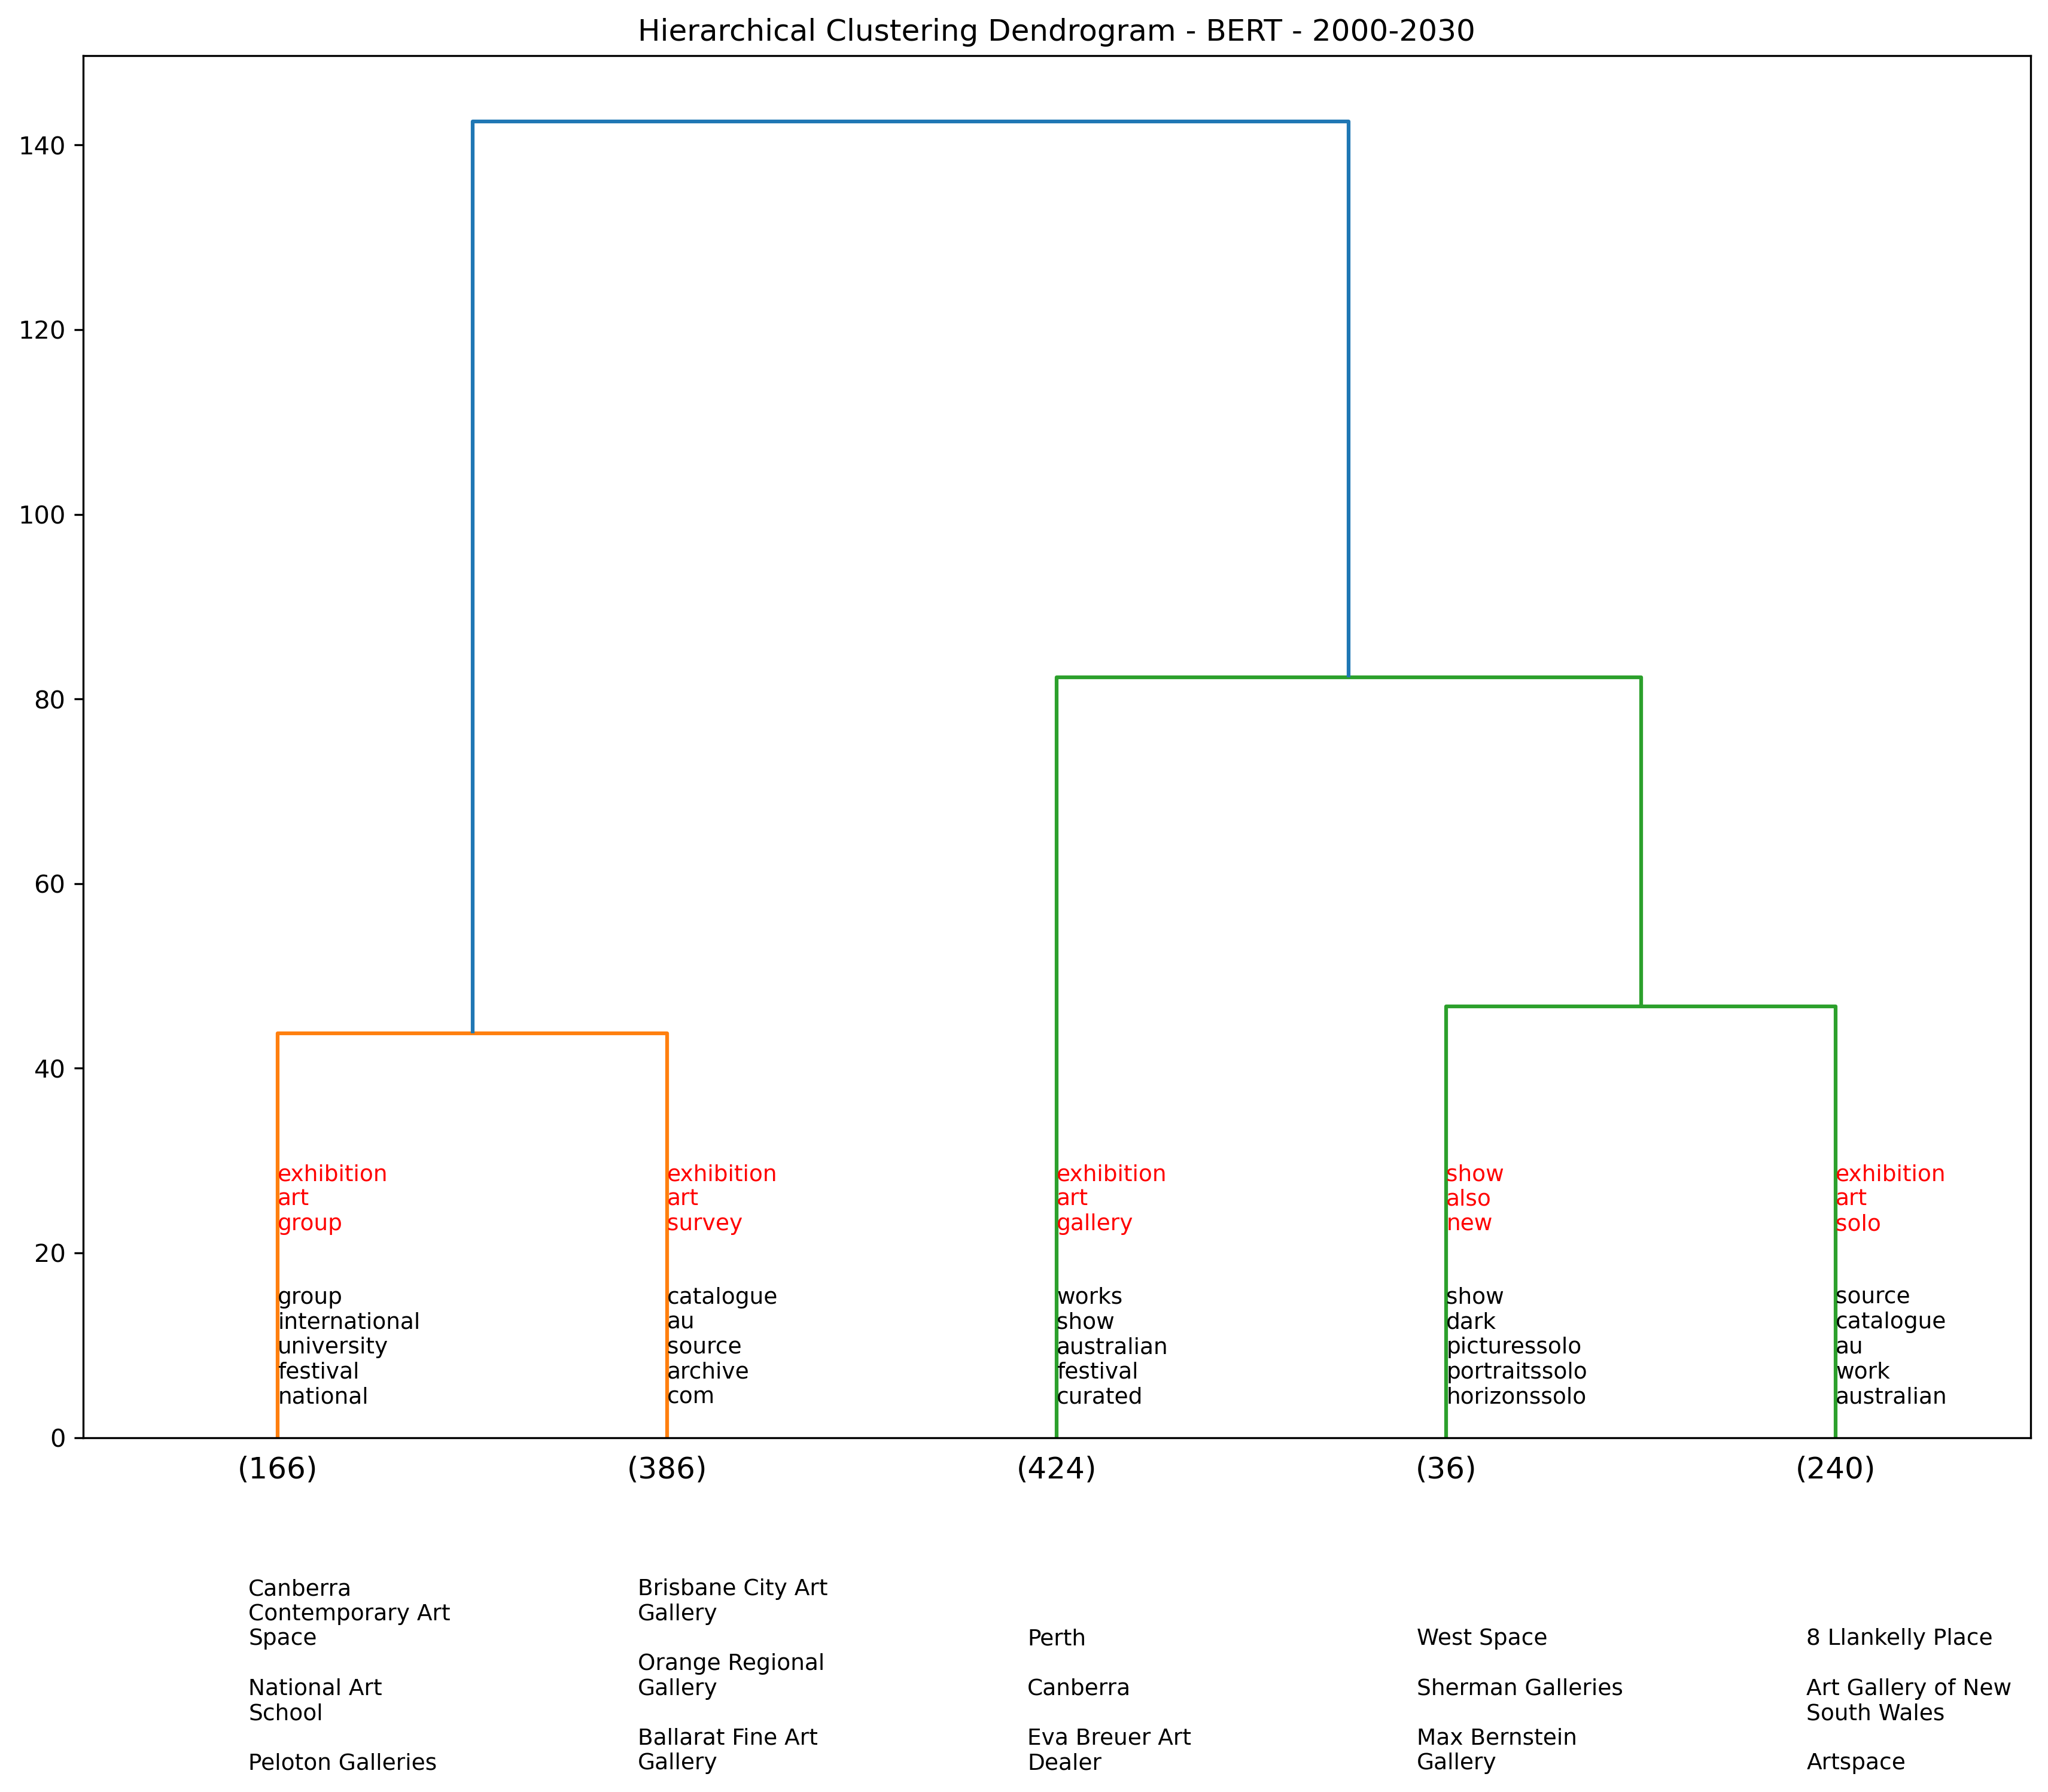 Hierarchical Clustering Dendrogram - BERT - 2000-2030
140
120
100
80
60
40
20
0
exhibition
art
group
exhibition
art
survey
exhibition
art
gallery
show
also
new
exhibition
art
solo
group
international
university
festival
national
catalogue
au
source
archive
com
works
show
australian
festival
curated
show
dark
picturessolo
portraitssolo
horizonssolo
source
catalogue
au
work
australian
(166)
(386)
(424)
(36)
(240)
Canberra
Contemporary Art
Space
National Art
School
Peloton Galleries
Brisbane City Art
Gallery
Orange Regional
Gallery
Ballarat Fine Art
Gallery
Perth
Canberra
Eva Breuer Art
Dealer
West Space
Sherman Galleries
Max Bernstein
Gallery
8 Llankelly Place
Art Gallery of New
South Wales
Artspace